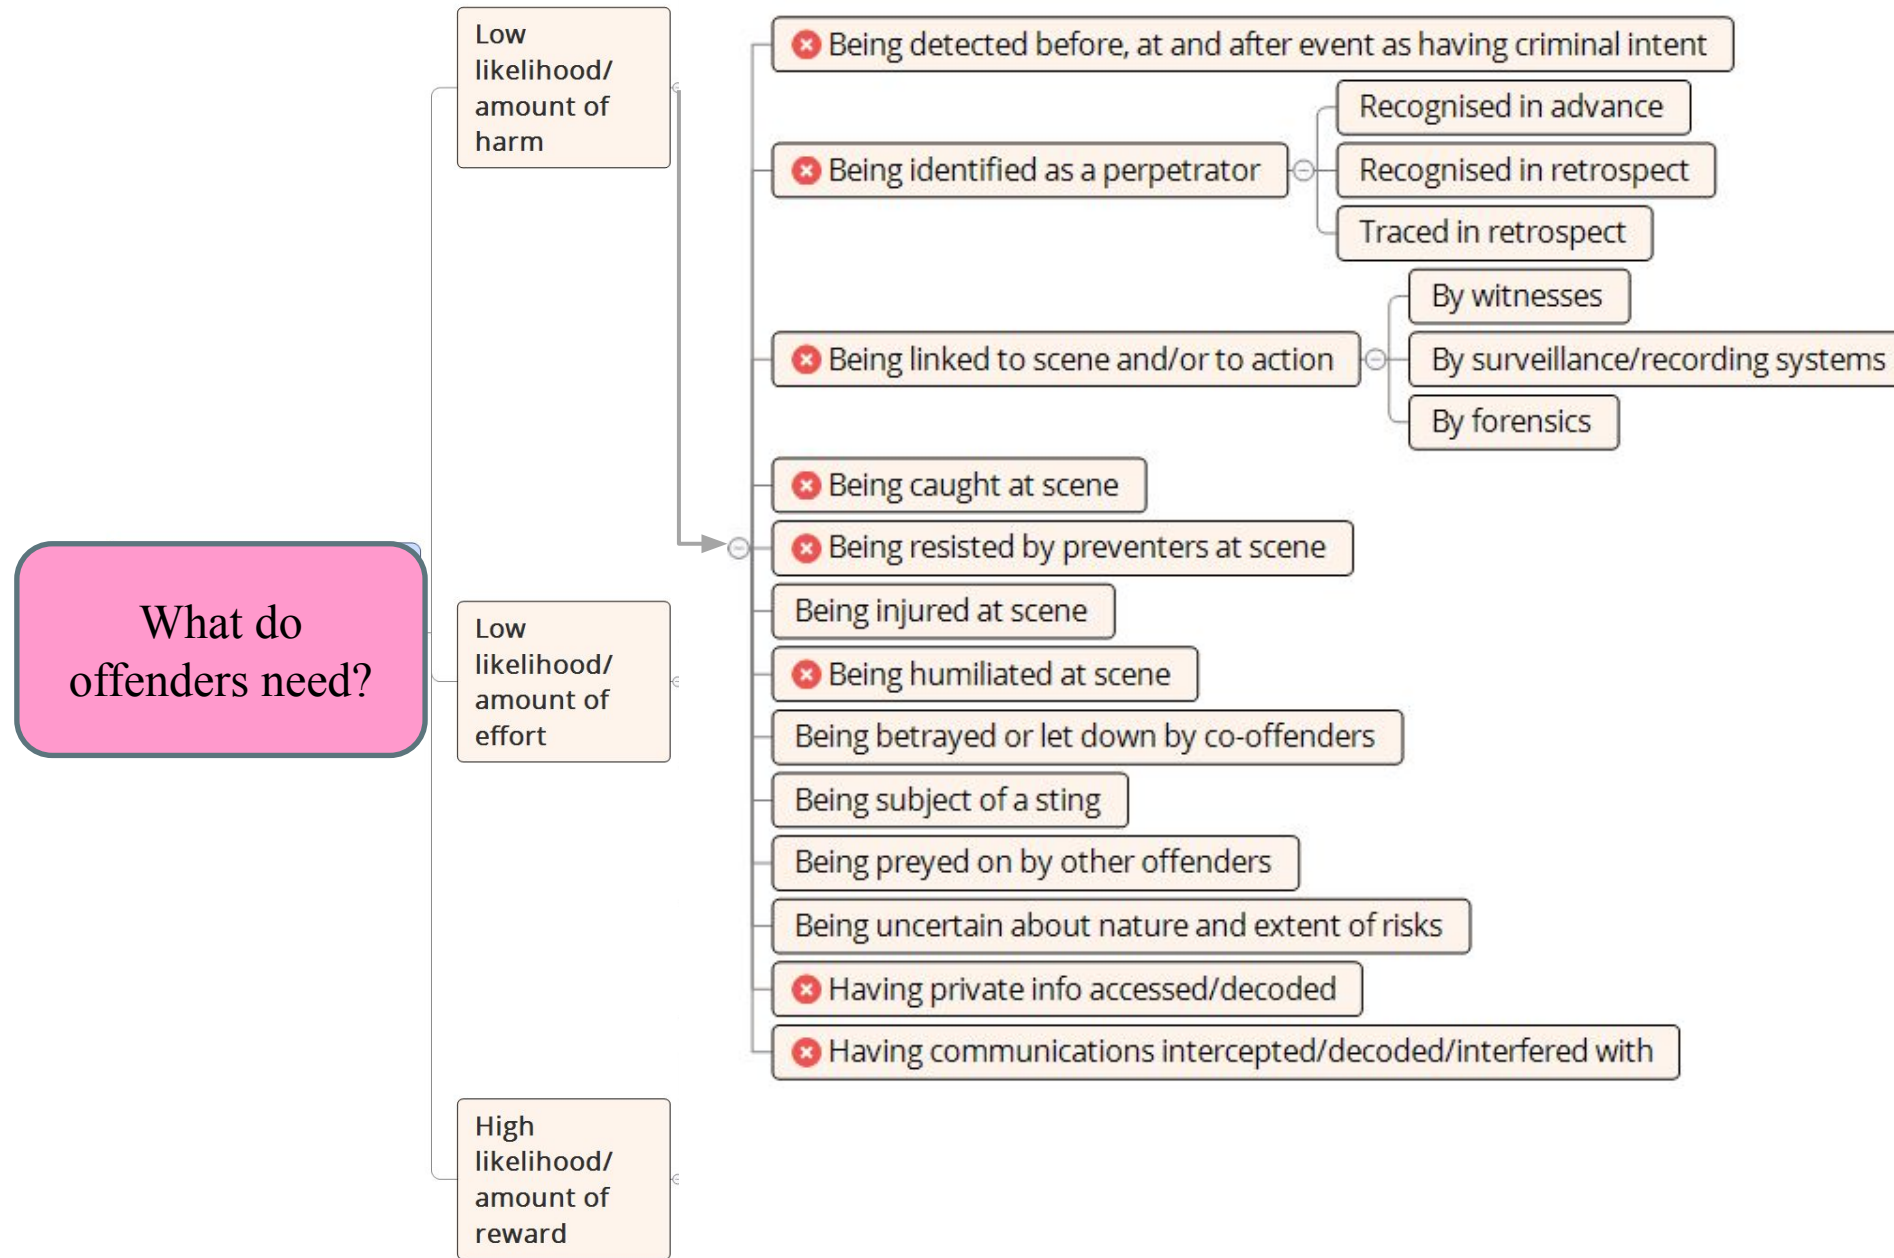 What do
offenders need?
Low
likelihood/
amount of
harm
Being detected before, at and after event as having criminal intent
Being identified as a perpetrator
Recognised in advance
Recognised in retrospect
Traced in retrospect
Being linked to scene and/or to action
By witnesses
By surveillance/recording systems
By forensics
Being caught at scene
Being resisted by preventers at scene
Being injured at scene
Being humiliated at scene
Being betrayed or let down by co-offenders
Being subject of a sting
Being preyed on by other offenders
Being uncertain about nature and extent of risks
Having private info accessed/decoded
Having communications intercepted/decoded/interfered with
Low
likelihood/
amount of
effort
High
likelihood/
amount of
reward